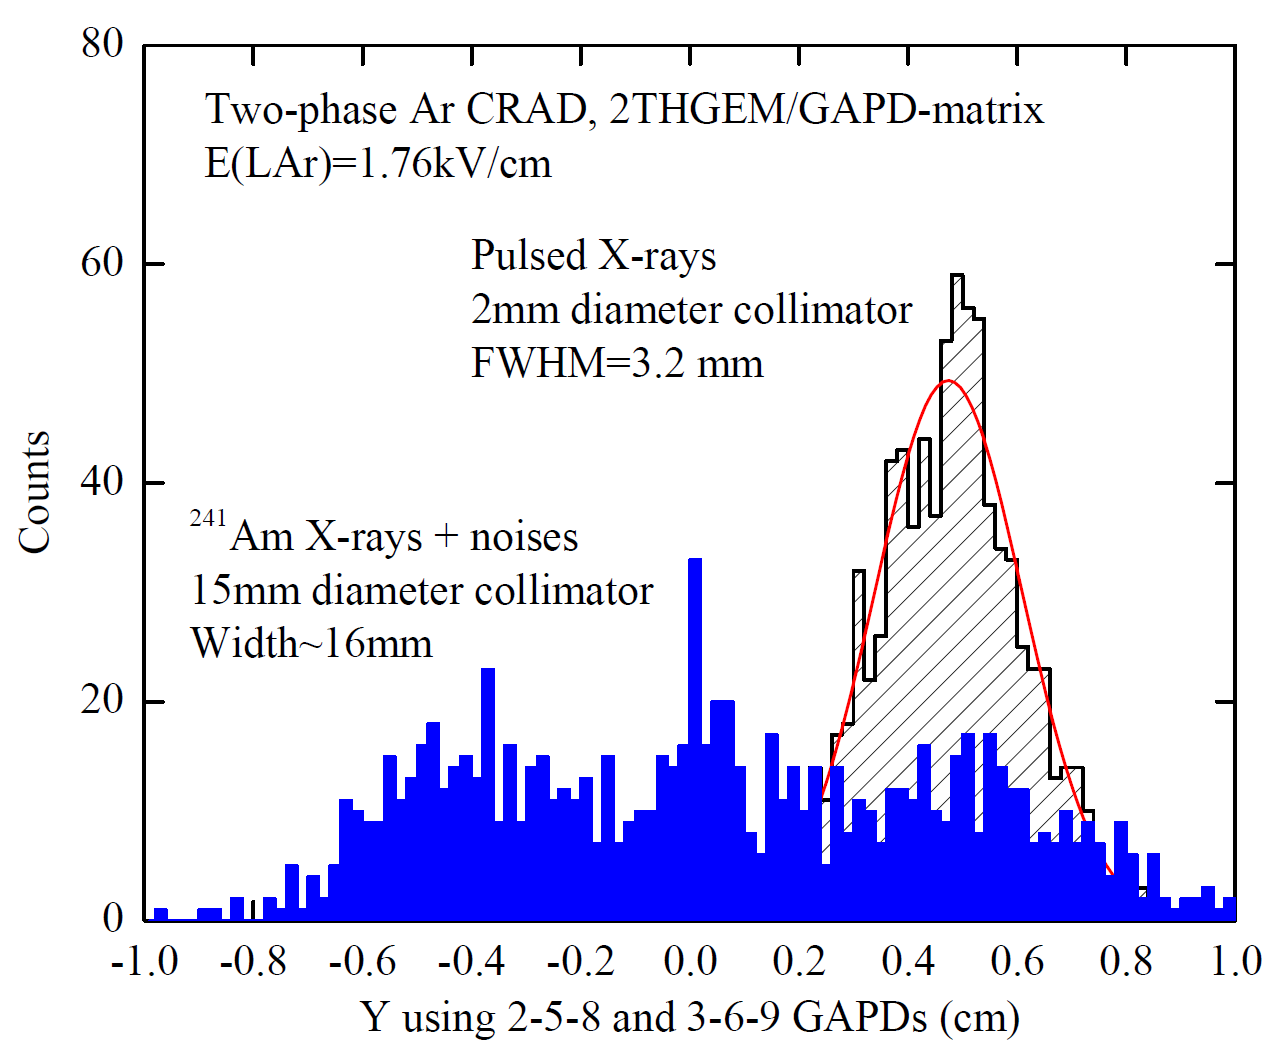 80
Two-phase Ar CRAD, 2THGEM/GAPD-matrix
E(LAr)=1.76kV/cm
60
Pulsed X-rays
2mm diameter collimator
FWHM=3.2 mm
Counts
40
²⁴¹Am X-rays + noises
15mm diameter collimator
Width~16mm
20
0
-1.0 -0.8 -0.6 -0.4 -0.2 0.0 0.2 0.4 0.6 0.8 1.0
Y using 2-5-8 and 3-6-9 GAPDs (cm)